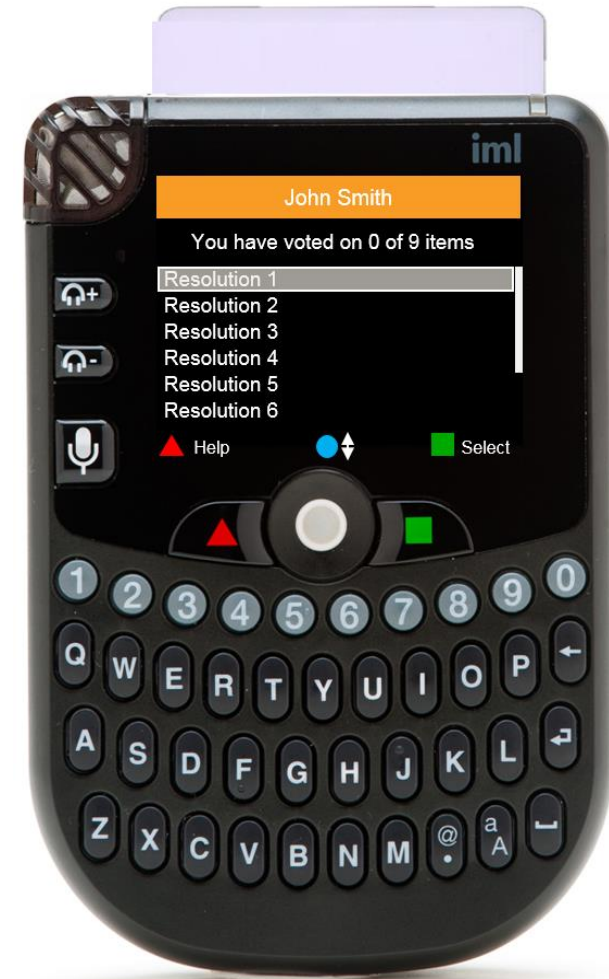 iml
John Smith
You have voted on 0 of 9 items
Resolution 1
Resolution 2
Resolution 3
Resolution 4
Resolution 5
Resolution 6
Help Select
1 2 3 4 5 6 7 8 9 0
Q W E R T Y U I O P
A S D F G H J K L
Z X C V B N M @ . a A